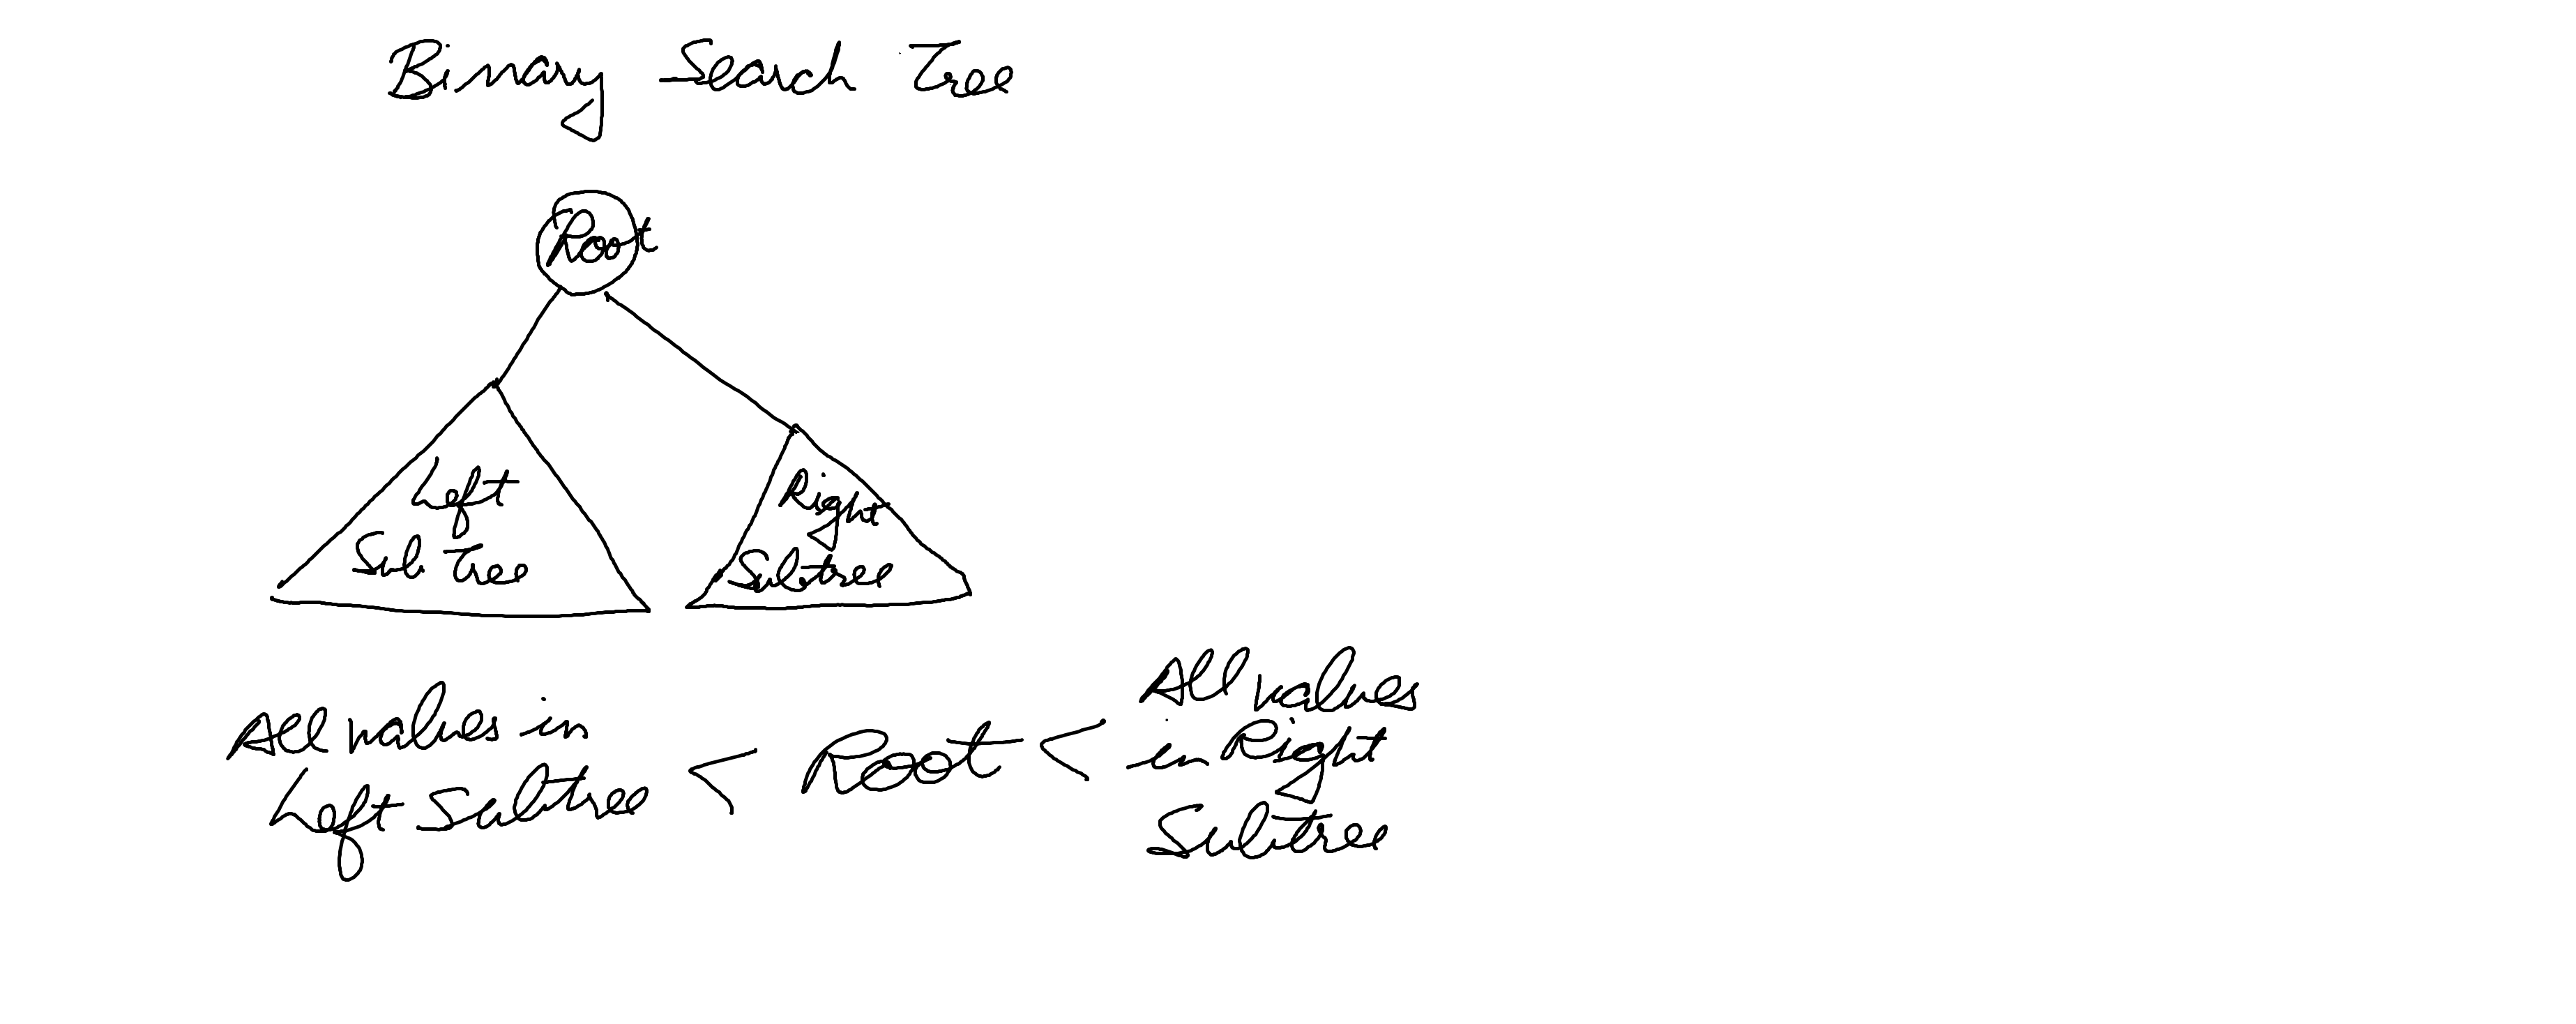 Binary Search Tree
Root
Left
Sub Tree
Right
Subtree
All values in
Left Subtree
< Root <
All values
in Right
Subtree